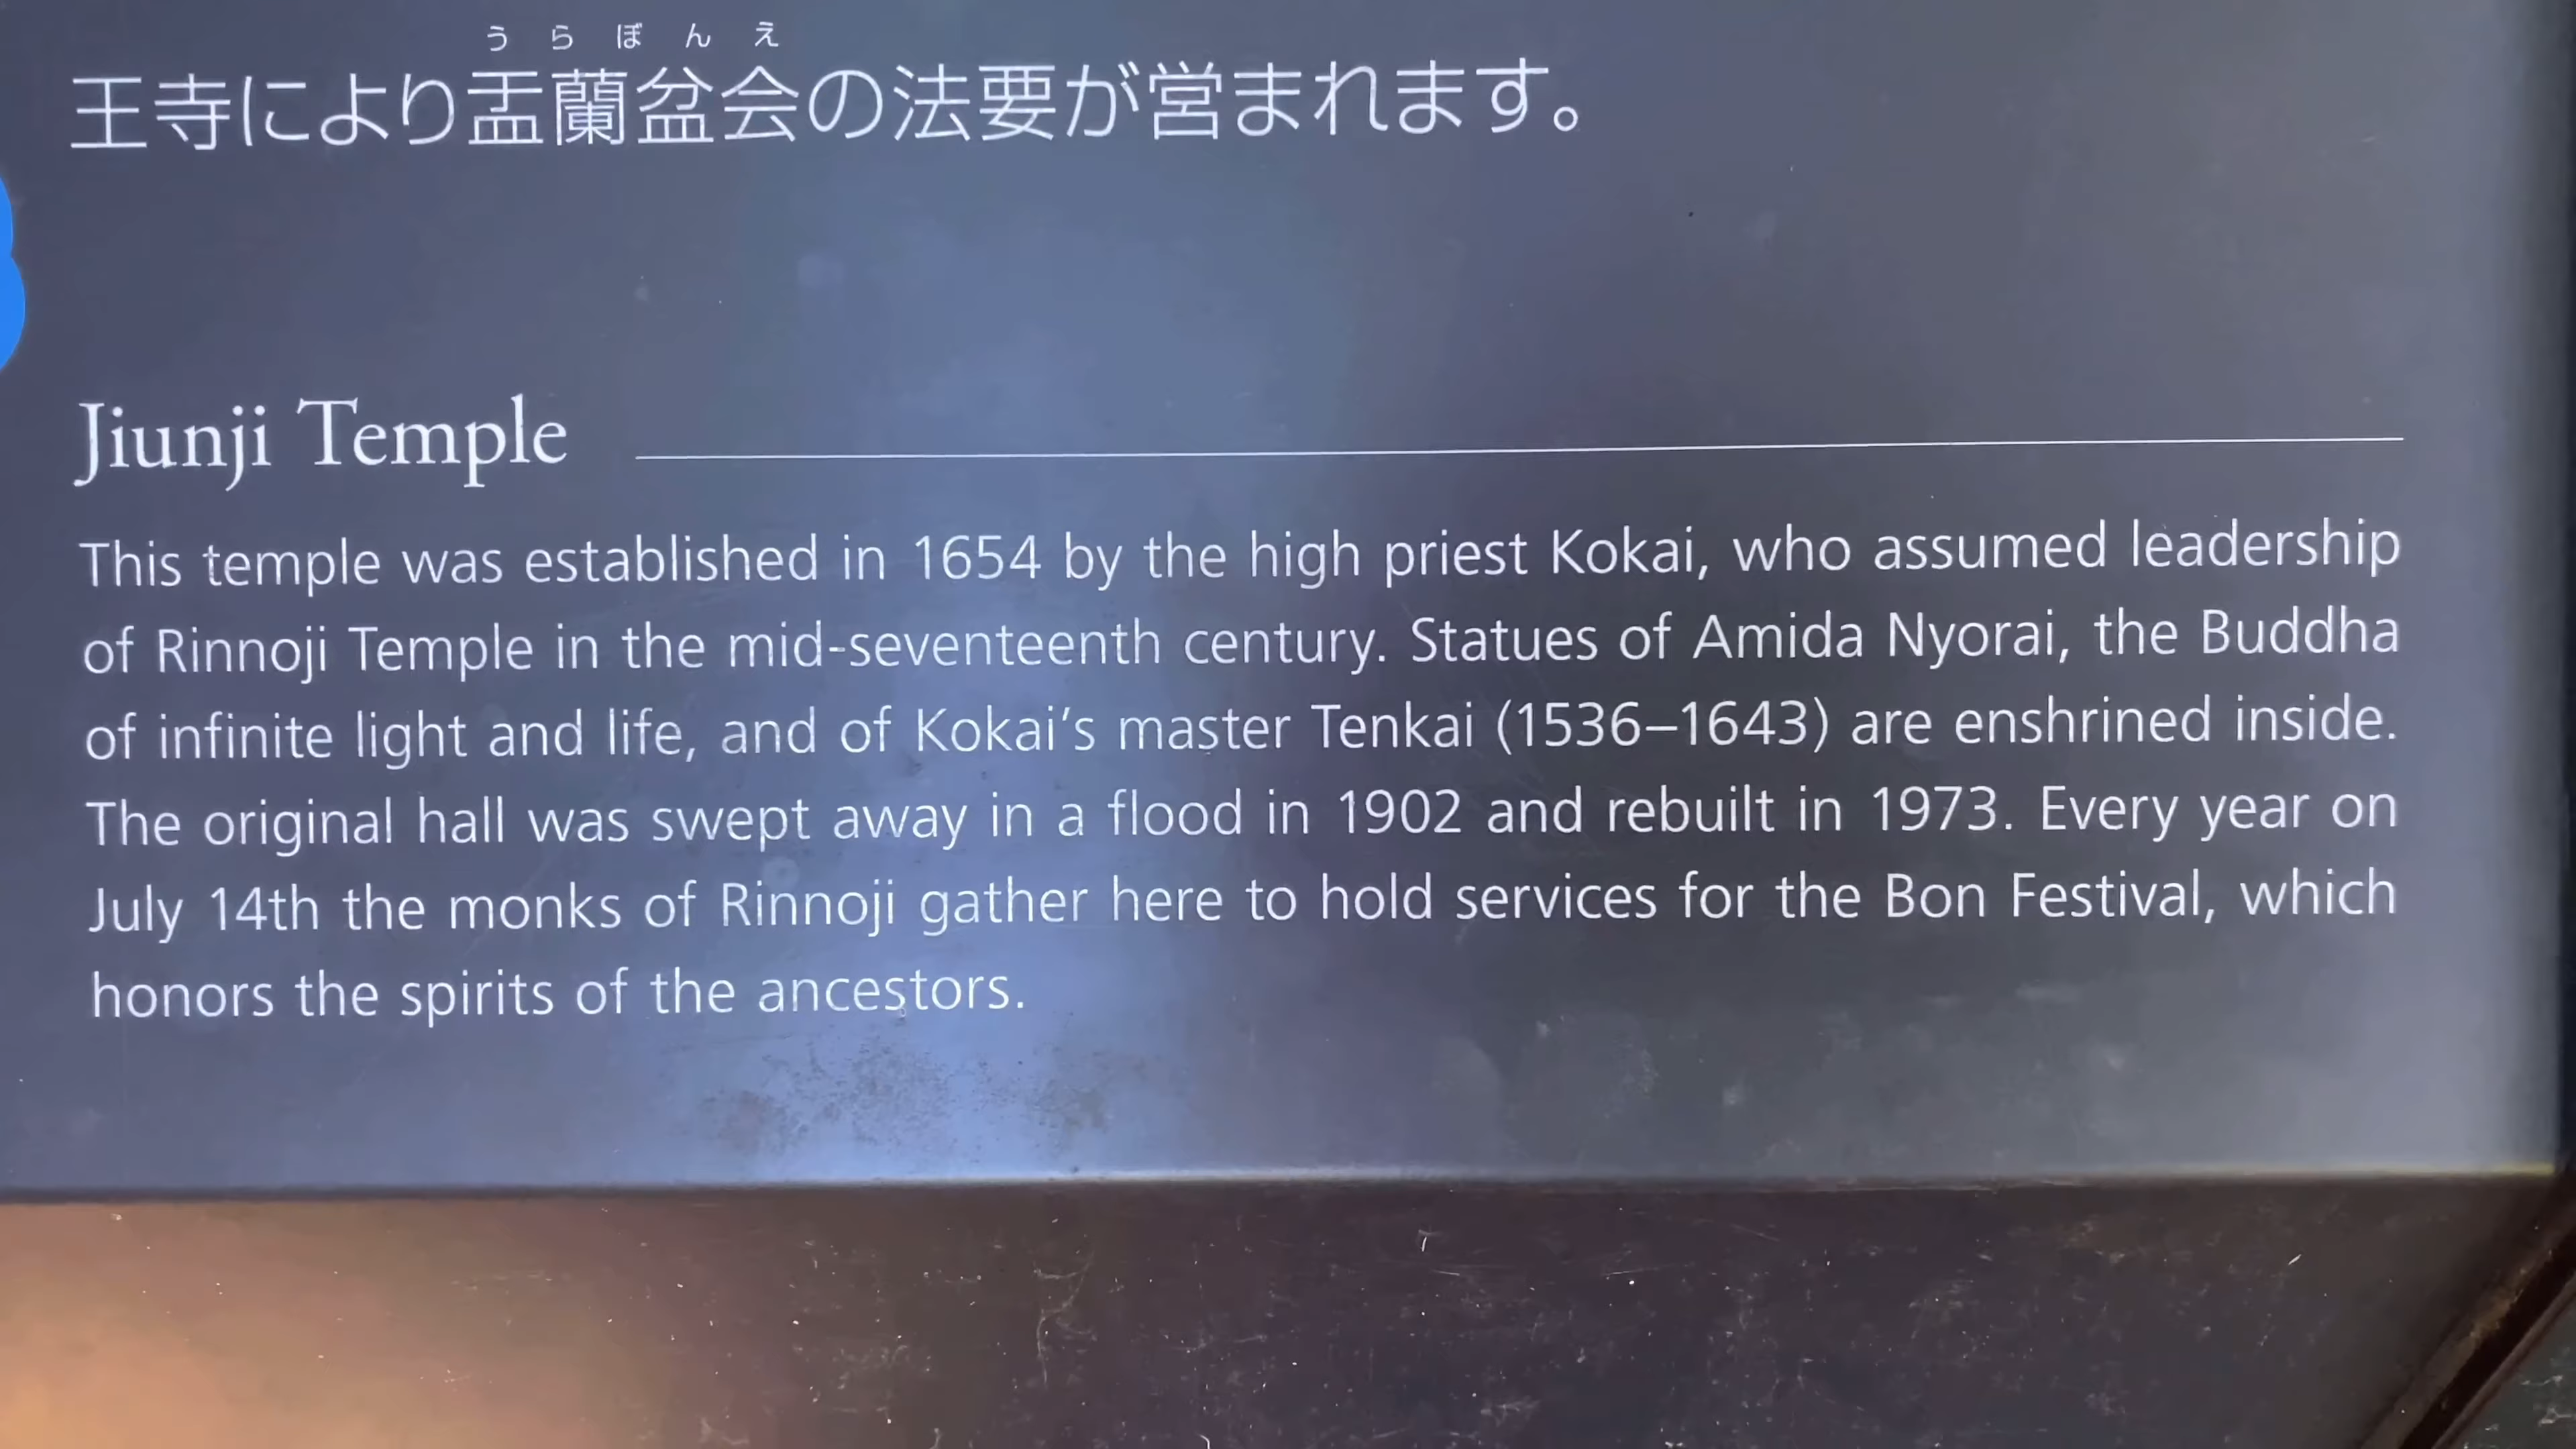 うらぼんえ
王寺により盂蘭盆会の法要が営まれます。
Jiunji Temple
This temple was established in 1654 by the high priest Kokai, who assumed leadership
of Rinnoji Temple in the mid-seventeenth century. Statues of Amida Nyorai, the Buddha
of infinite light and life, and of Kokai’s master Tenkai (1536–1643) are enshrined inside.
The original hall was swept away in a flood in 1902 and rebuilt in 1973. Every year on
July 14th the monks of Rinnoji gather here to hold services for the Bon Festival, which
honors the spirits of the ancestors.